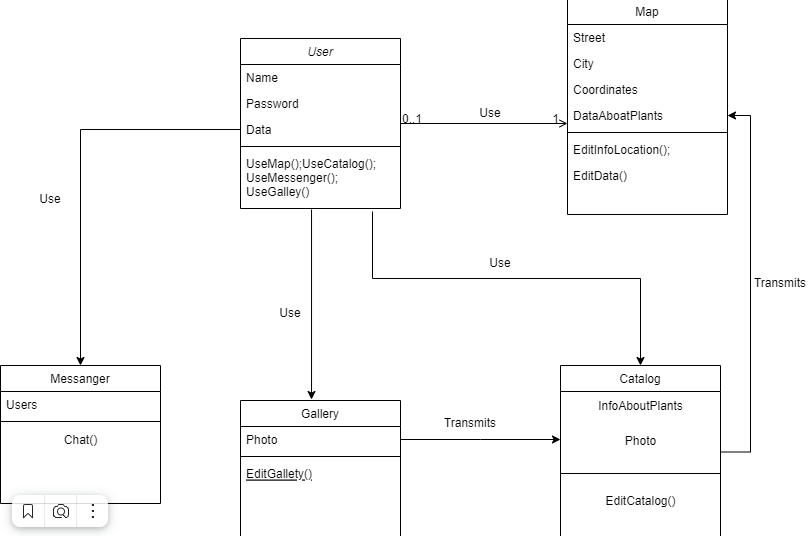 Map
Street
City
Coordinates
DataAboatPlants
EditInfoLocation();
EditData()
User
Name
Password
Data
UseMap();UseCatalog();
UseMessenger();
UseGalley()
0..1
Use
1
Use
Use
Use
Transmits
Messanger
Users
Chat()
Gallery
Photo
EditGallety()
Transmits
Catalog
InfoAboutPlants
Photo
EditCatalog()